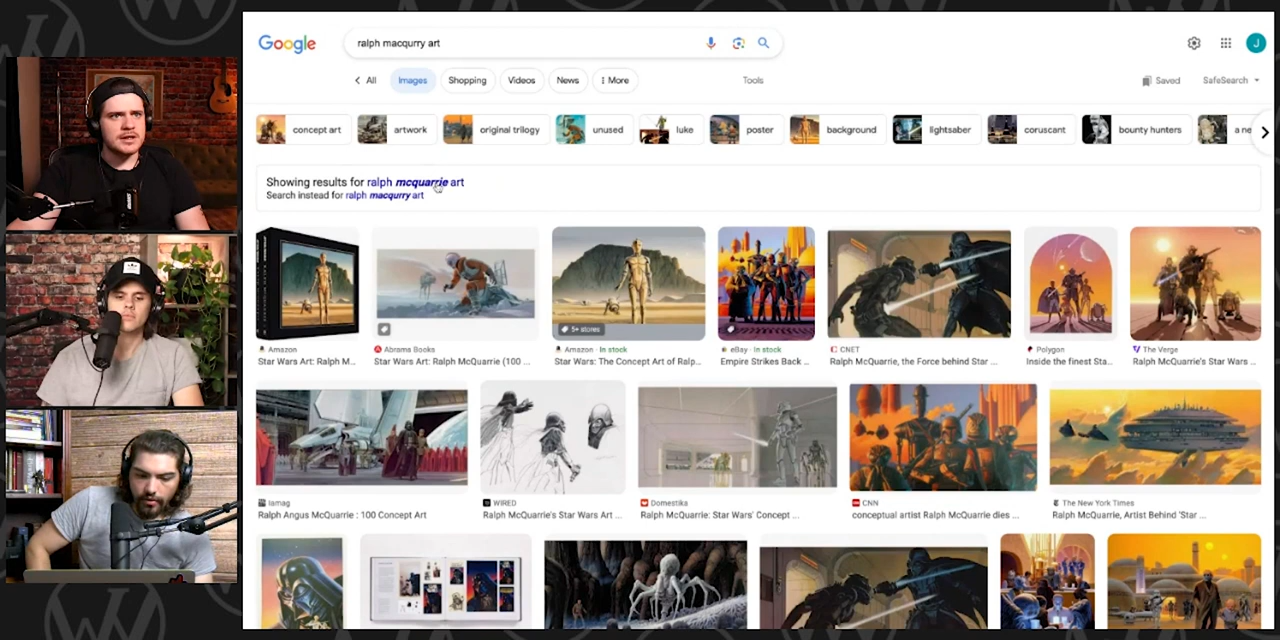 Google
ralph macqurry art
J
All
Images
Shopping
Videos
News
More
Tools
Saved
SafeSearch
concept art
artwork
original trilogy
unused
luke
poster
background
lightsaber
coruscant
bounty hunters
a ne
Showing results for ralph mcquarrie art
Search instead for ralph macqurry art
5+ stores
Amazon
Star Wars Art: Ralph M...
Abrams Books
Star Wars Art: Ralph McQuarrie (100 ...
Amazon · In stock
Star Wars: The Concept Art of Ralp...
eBay · In stock
Empire Strikes Back ...
CNET
Ralph McQuarrie, the Force behind Star ...
Polygon
Inside the finest Sta...
The Verge
Ralph McQuarrie's Star Wars ...
Iamag
Ralph Angus McQuarrie : 100 Concept Art
WIRED
Ralph McQuarrie's Star Wars Art ...
Domestika
Ralph McQuarrie: Star Wars' Concept ...
CNN
conceptual artist Ralph McQuarrie dies ...
The New York Times
Ralph McQuarrie, Artist Behind 'Star ...